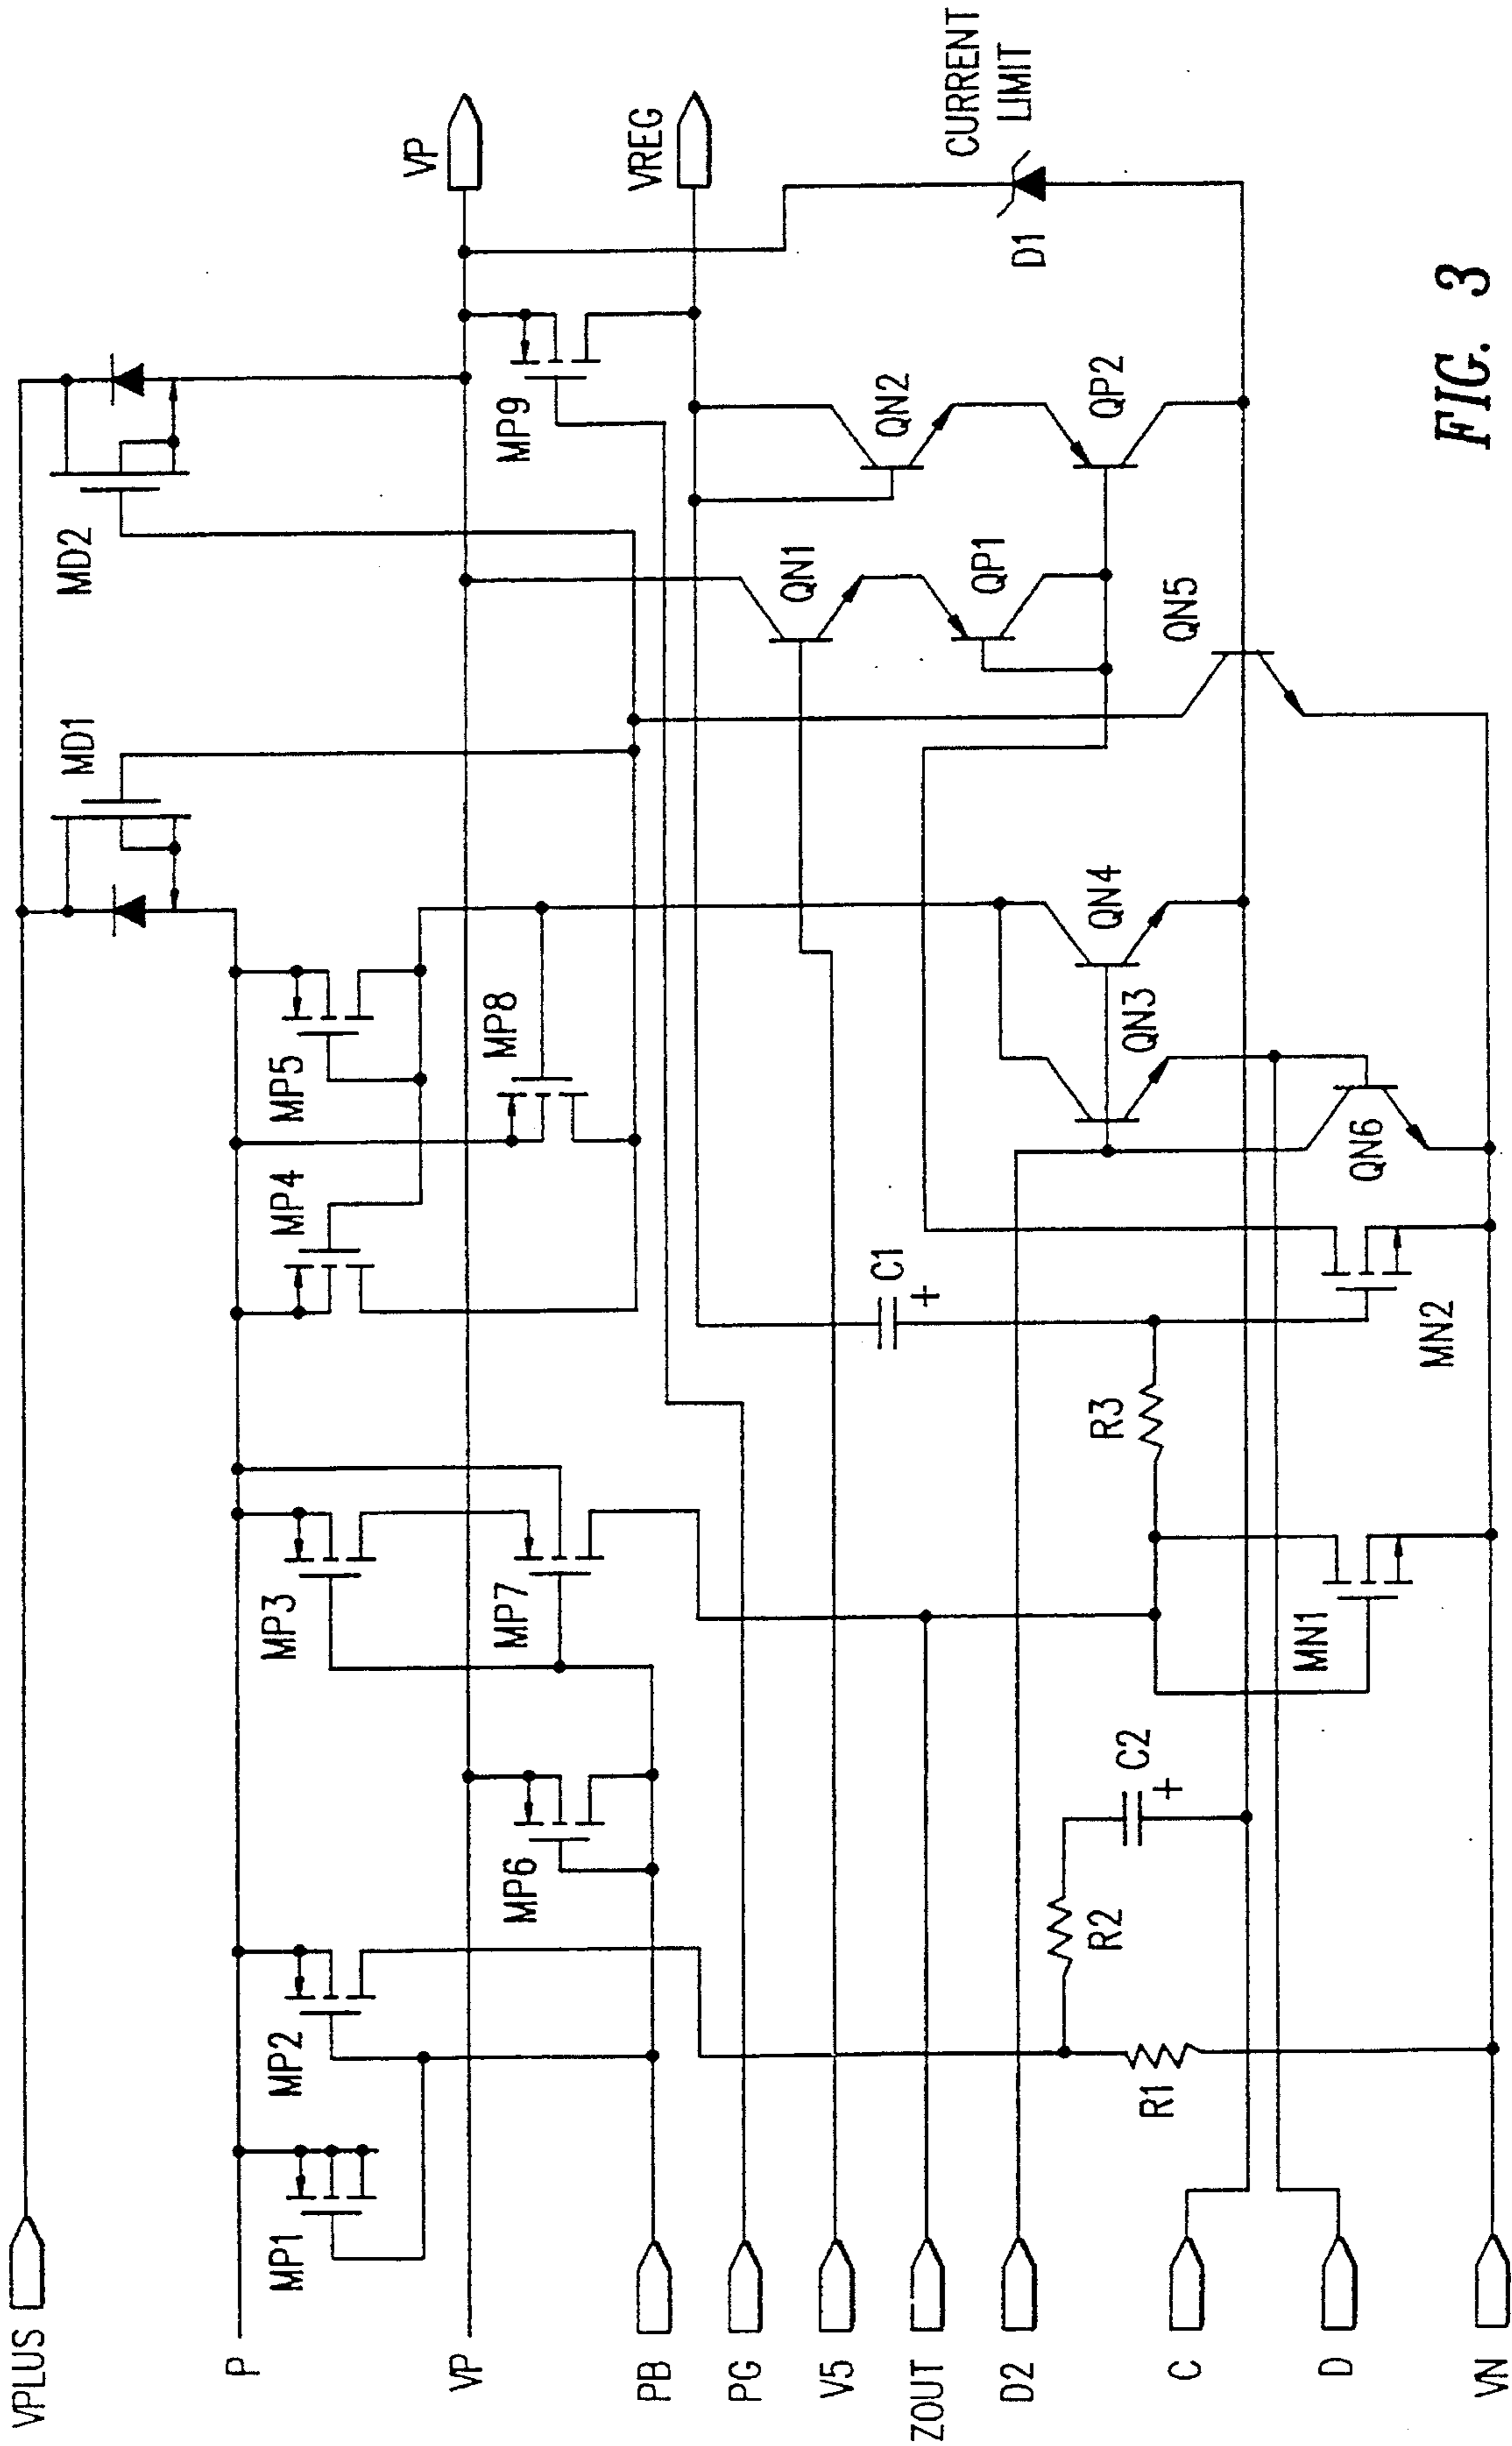 VPLUS
MD1
MD2
P
MP1
MP2
MP3
MP4
MP5
VP
VP
MP6
MP7
MP8
MP9
PB
VREG
PG
V5
C1
+
QN1
QN2
ZOUT
QP1
QP2
CURRENT
LIMIT
D1
D2
R2
C2
+
R3
QN3
QN4
QN5
C
R1
D
MN1
MN2
QN6
VN
FIG. 3